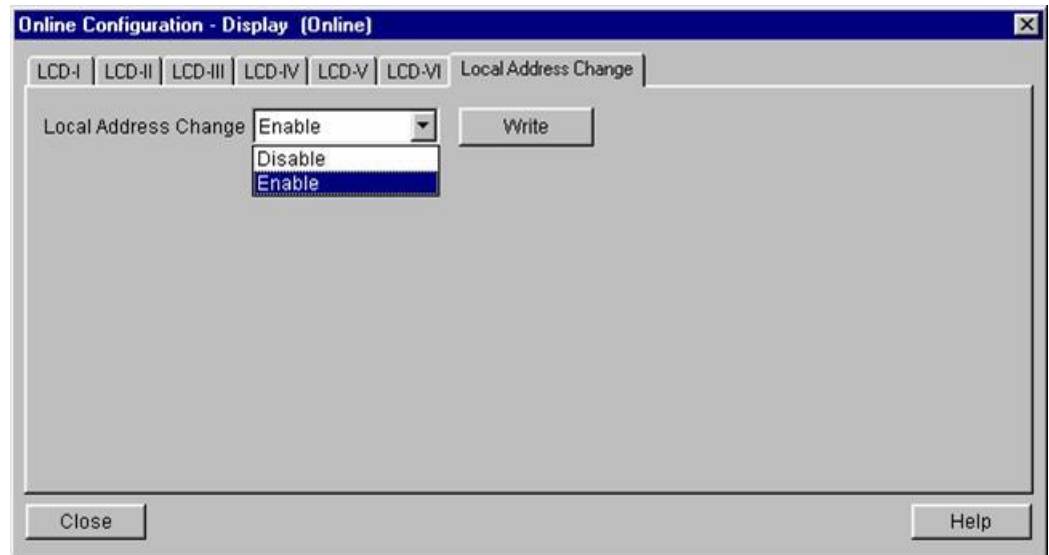 Online Configuration - Display (Online)
LCD-I LCD-II LCD-III LCD-IV LCD-V LCD-VI Local Address Change
Local Address Change Enable Write
Disable
Enable
Close Help